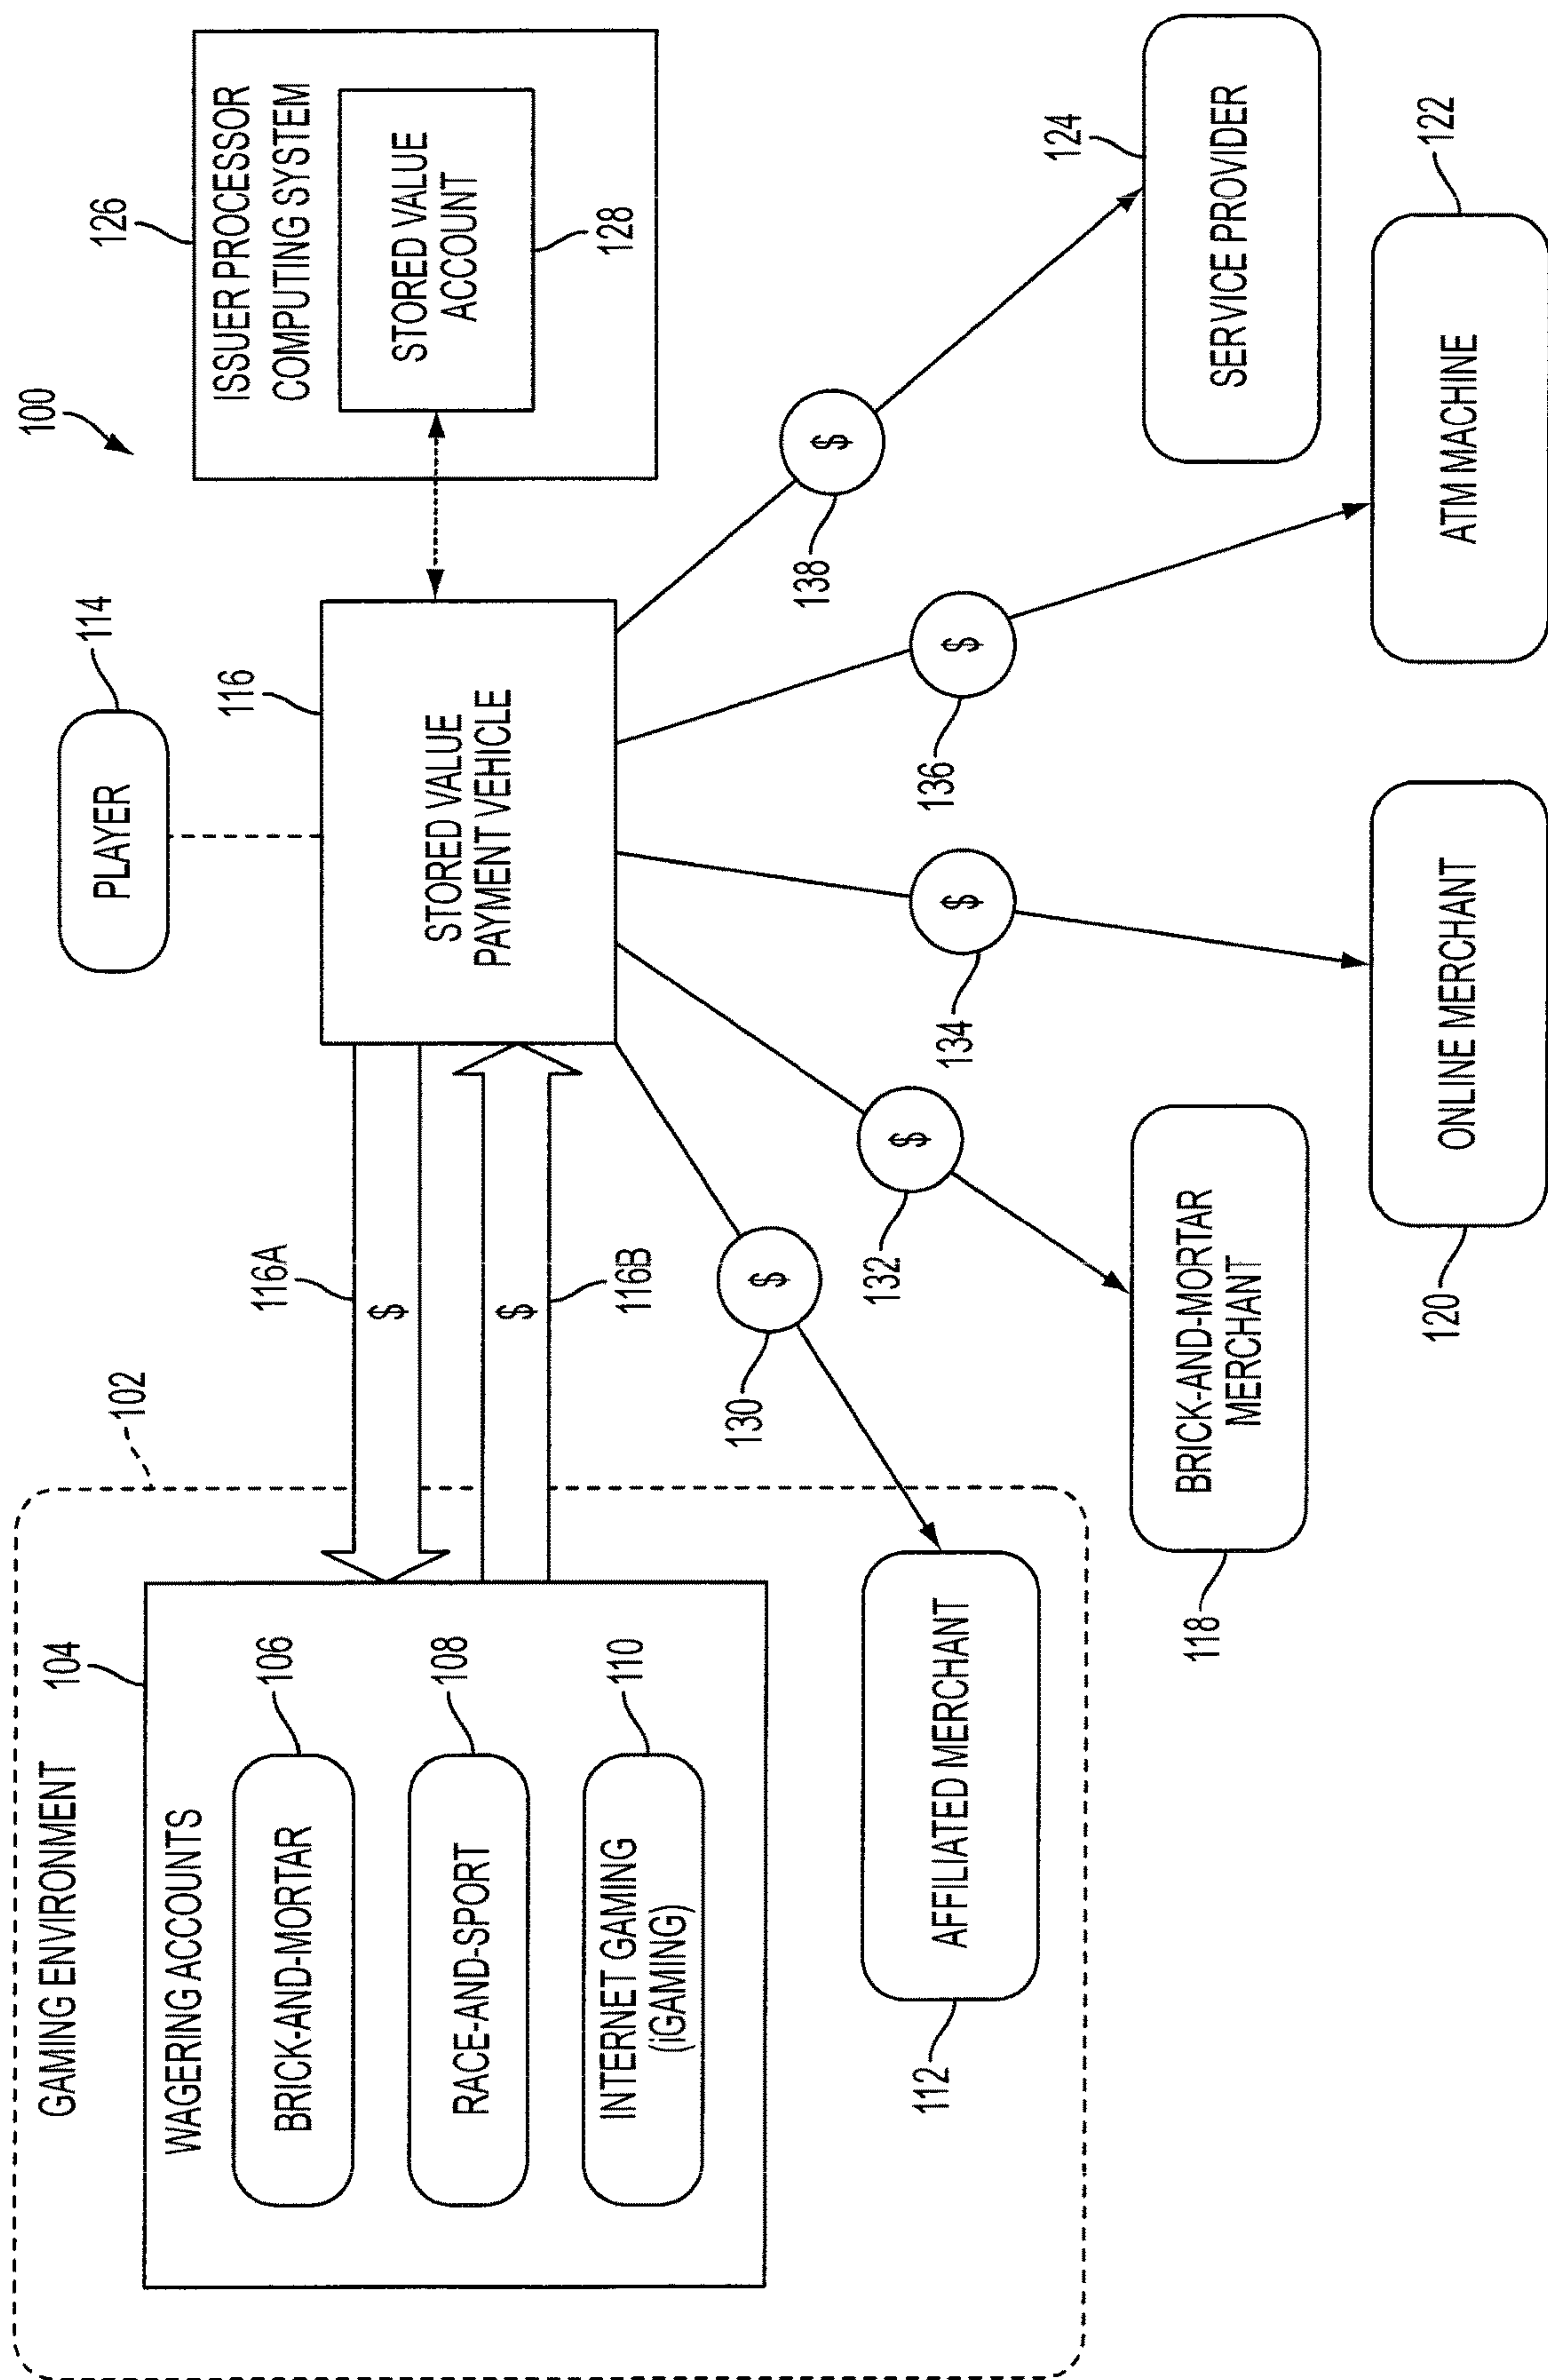 100
GAMING ENVIRONMENT
102
104
WAGERING ACCOUNTS
106
BRICK-AND-MORTAR
108
RACE-AND-SPORT
110
INTERNET GAMING
(iGAMING)
112
AFFILIATED MERCHANT
116A
$
$
116B
PLAYER
114
116
STORED VALUE
PAYMENT VEHICLE
126
ISSUER PROCESSOR
COMPUTING SYSTEM
STORED VALUE
ACCOUNT
128
$
130
$
132
$
134
$
136
$
138
BRICK-AND-MORTAR
MERCHANT
118
ONLINE MERCHANT
120
ATM MACHINE
122
SERVICE PROVIDER
124